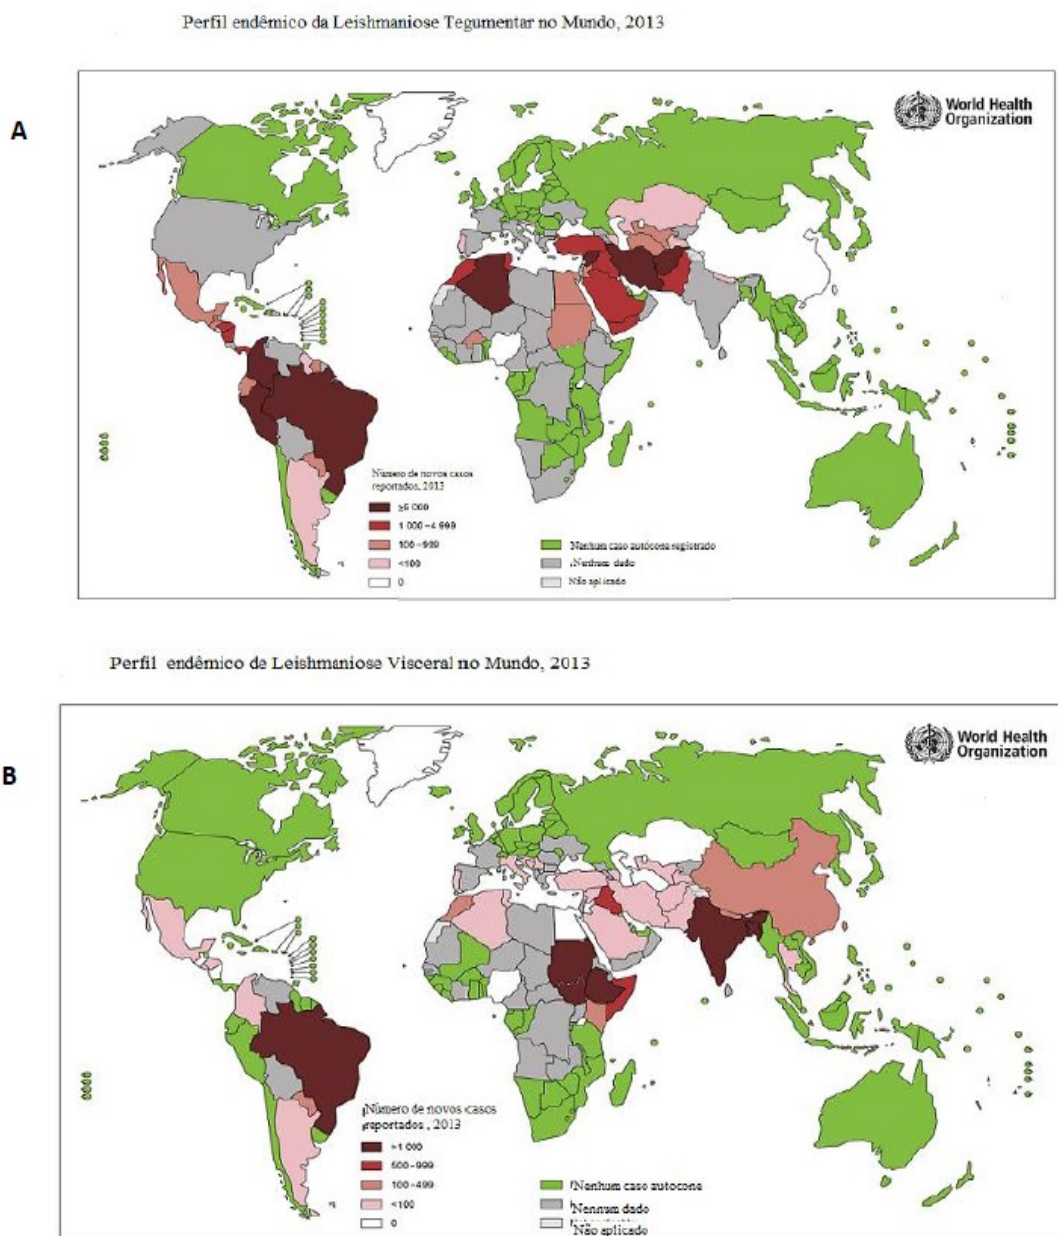 Perfil endêmico da Leishmaniose Tegumentar no Mundo, 2013
A
World Health
Organization
Número de novos casos
reportados, 2013
≥5 000
1 000–4 999
100–999
<100
0
Nenhum caso autócone registrado
Nenhum dado
Não aplicado
Perfil endêmico de Leishmaniose Visceral no Mundo, 2013
B
World Health
Organization
Número de novos casos
reportados , 2013
≥1 000
500–999
100–499
<100
0
Nenhum caso autocone
Nennum dado
Não aplicado